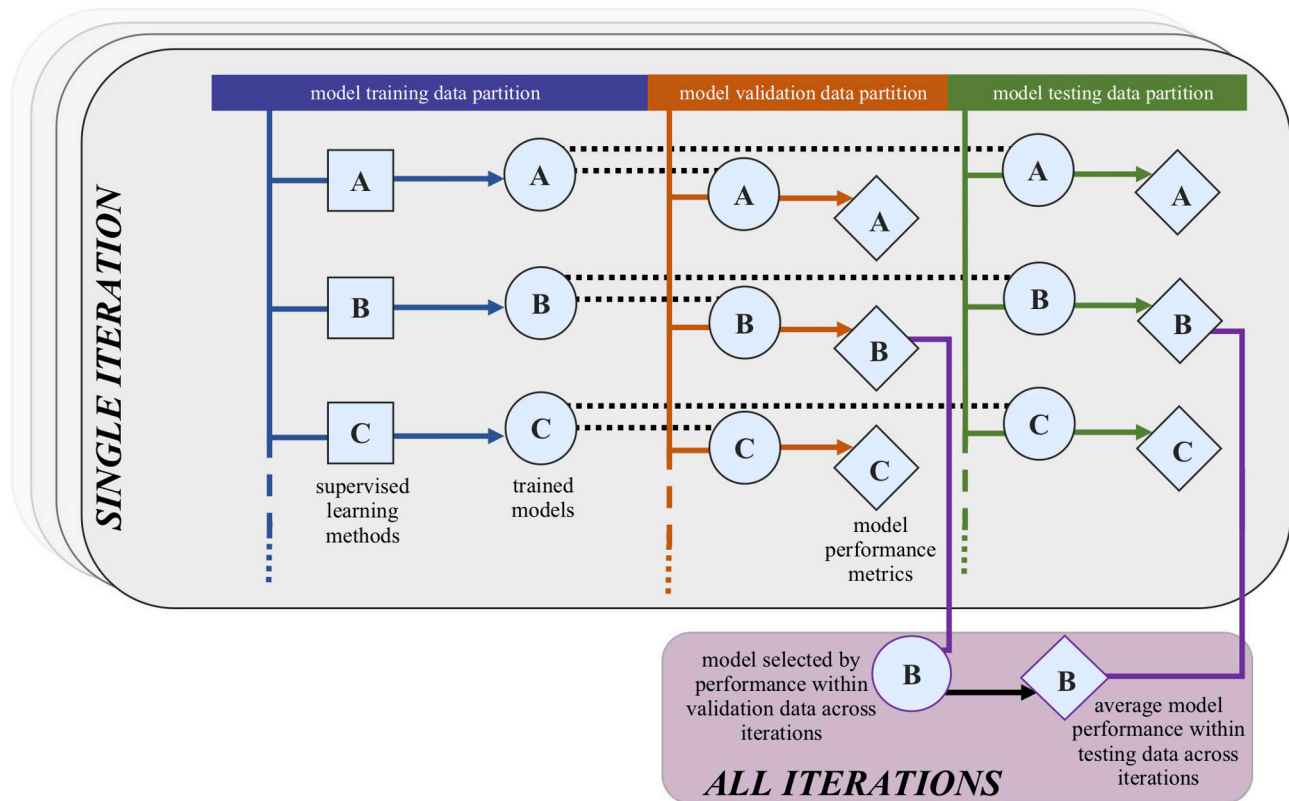 model training data partition
model validation data partition
model testing data partition
SINGLE ITERATION
A
A
A
A
A
A
B
B
B
B
B
B
C
C
C
C
C
C
supervised
learning
methods
trained
models
model
performance
metrics
model selected by
performance within
validation data across
iterations
B
B
average model
performance within
testing data across
iterations
ALL ITERATIONS